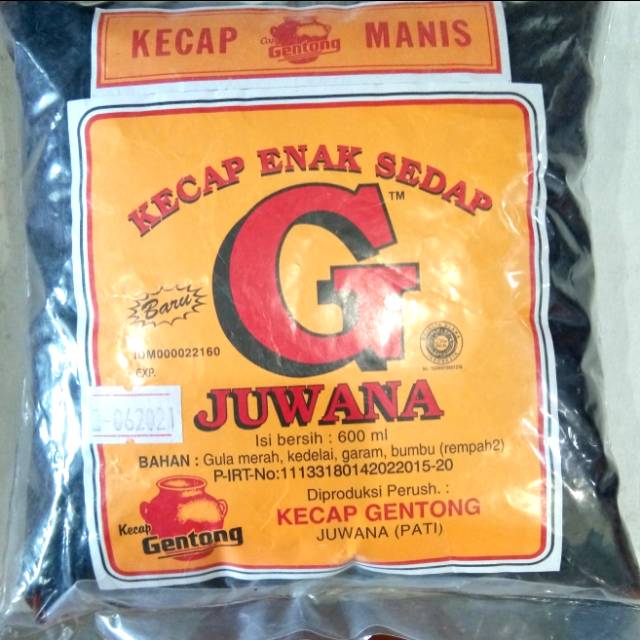 KECAP Gentong MANIS
KECAP ENAK SEDAP
G TM
Baru
IDM000022160
EXP.
-062021
JUWANA
Isi bersih : 600 ml
BAHAN : Gula merah, kedelai, garam, bumbu (rempah2)
P-IRT-No:11133180142022015-20
Diproduksi Perush. :
KECAP GENTONG
JUWANA (PATI)
Kecap
Gentong